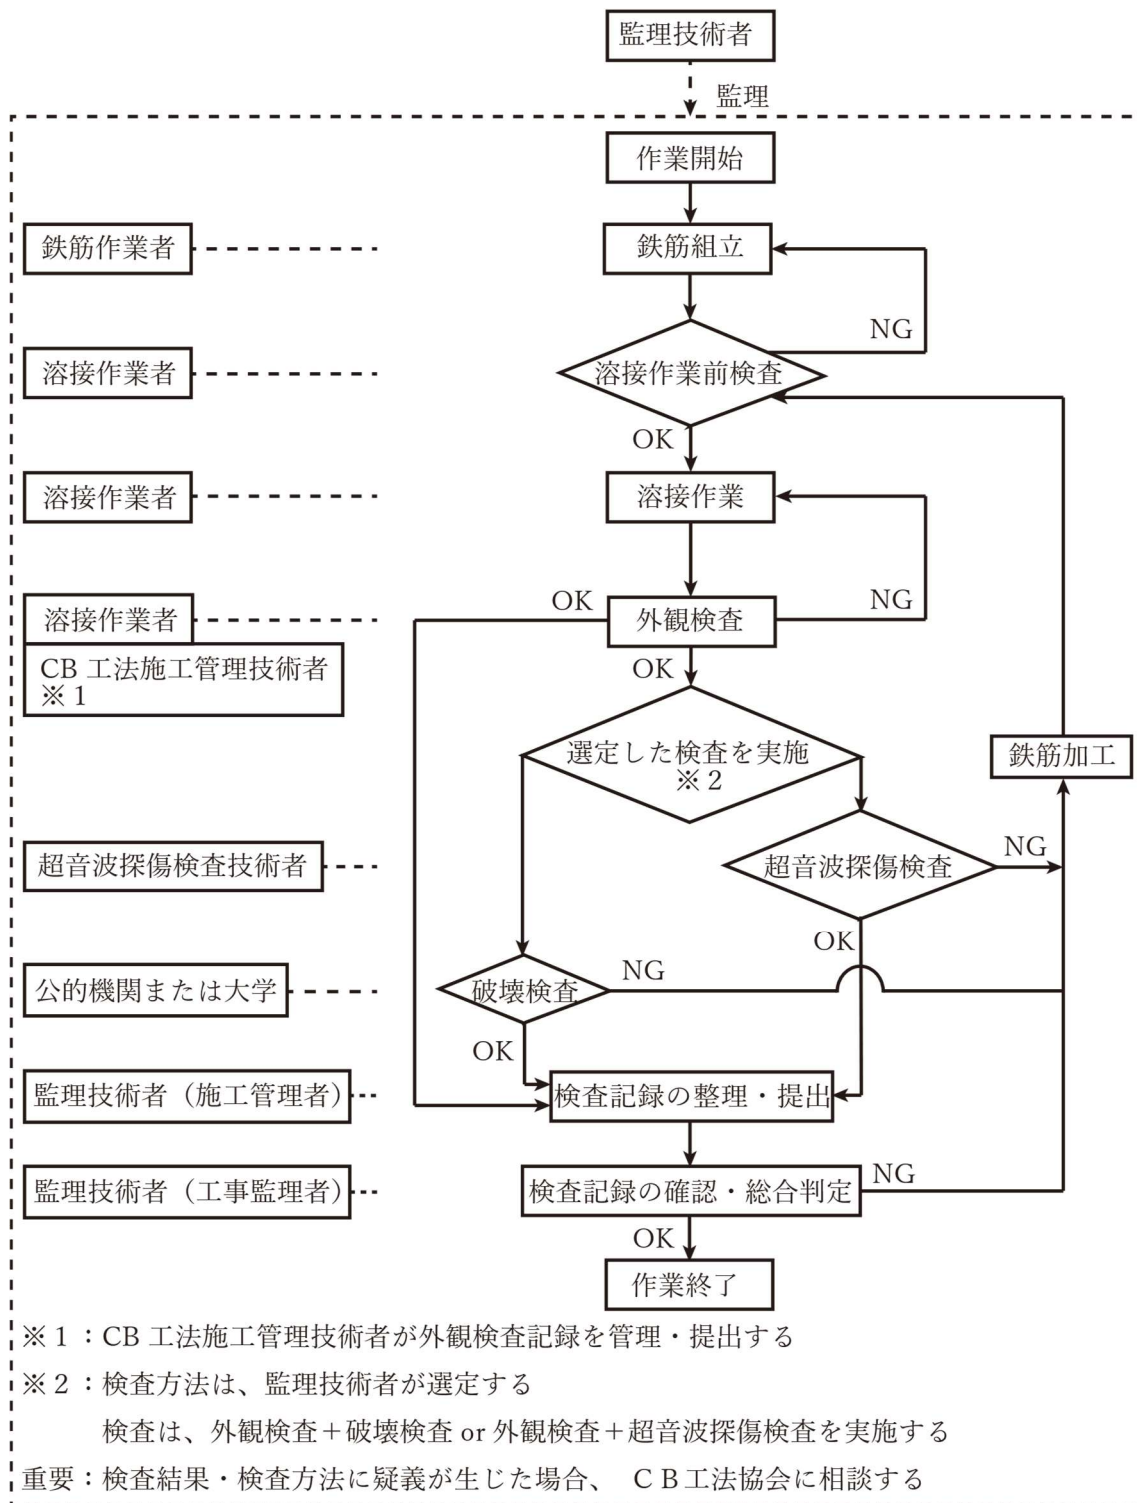 監理技術者
監理
作業開始
鉄筋作業者
鉄筋組立
NG
溶接作業者
溶接作業前検査
OK
溶接作業者
溶接作業
OK
NG
溶接作業者
外観検査
CB 工法施工管理技術者
※1
OK
選定した検査を実施
※2
鉄筋加工
超音波探傷検査技術者
超音波探傷検査
NG
OK
公的機関または大学
破壊検査
NG
OK
監理技術者（施工管理者）
検査記録の整理・提出
監理技術者（工事監理者）
検査記録の確認・総合判定
NG
OK
作業終了
※1：CB 工法施工管理技術者が外観検査記録を管理・提出する
※2：検査方法は、監理技術者が選定する
検査は、外観検査＋破壊検査 or 外観検査＋超音波探傷検査を実施する
重要：検査結果・検査方法に疑義が生じた場合、　ＣＢ工法協会に相談する